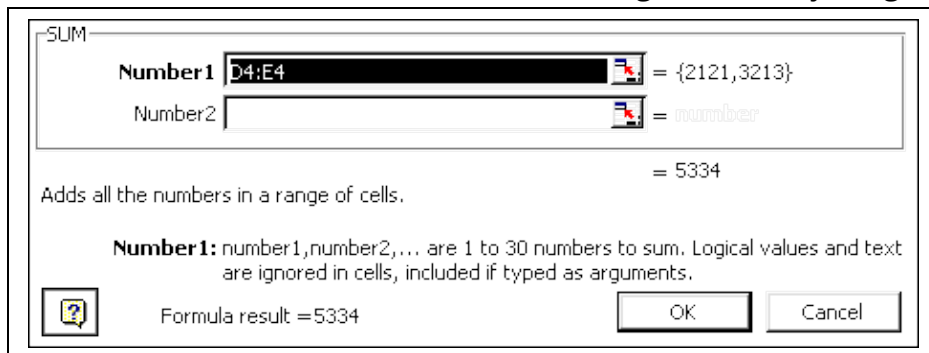 SUM
Number1 D4:E4 = {2121,3213}
Number2 = number
= 5334
Adds all the numbers in a range of cells.
Number1: number1,number2,... are 1 to 30 numbers to sum. Logical values and text
are ignored in cells, included if typed as arguments.
? Formula result =5334 OK Cancel